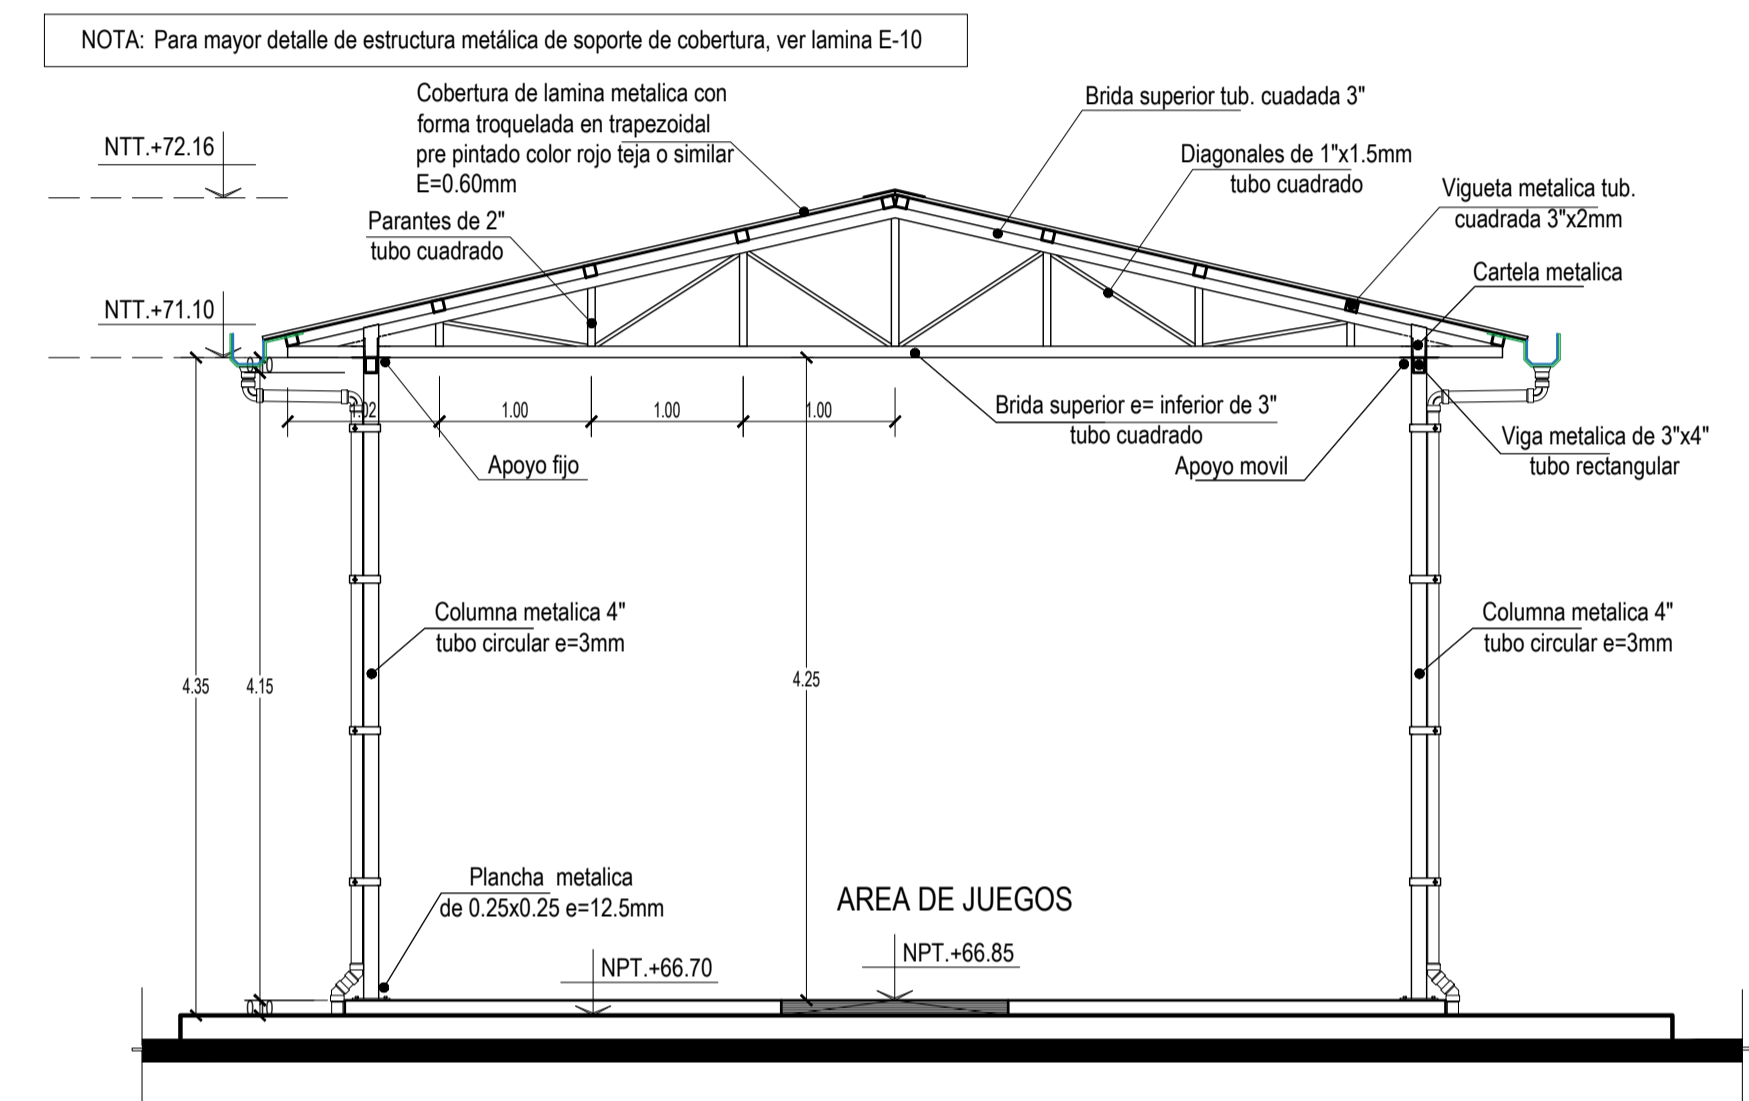 NOTA: Para mayor detalle de estructura metálica de soporte de cobertura, ver lamina E-10
Cobertura de lamina metalica con
forma troquelada en trapezoidal
pre pintado color rojo teja o similar
E=0.60mm
Brida superior tub. cuadada 3"
NTT.+72.16
Diagonales de 1"x1.5mm
tubo cuadrado
Vigueta metalica tub.
cuadrada 3"x2mm
Parantes de 2"
tubo cuadrado
Cartela metalica
NTT.+71.10
1.02
1.00
1.00
1.00
Brida superior e= inferior de 3"
tubo cuadrado
Viga metalica de 3"x4"
tubo rectangular
Apoyo fijo
Apoyo movil
Columna metalica 4"
tubo circular e=3mm
Columna metalica 4"
tubo circular e=3mm
4.35
4.15
4.25
Plancha metalica
de 0.25x0.25 e=12.5mm
AREA DE JUEGOS
NPT.+66.70
NPT.+66.85